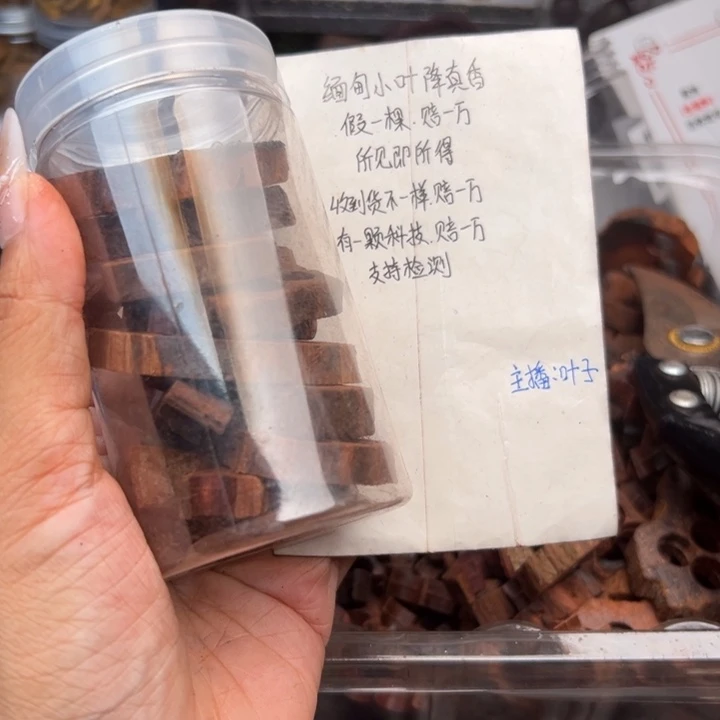 缅甸小叶降真香
假一棵.赔一万
所见即所得
收到货不一样.赔一万
有一颗科技.赔一万
支持检测
主播:叶子